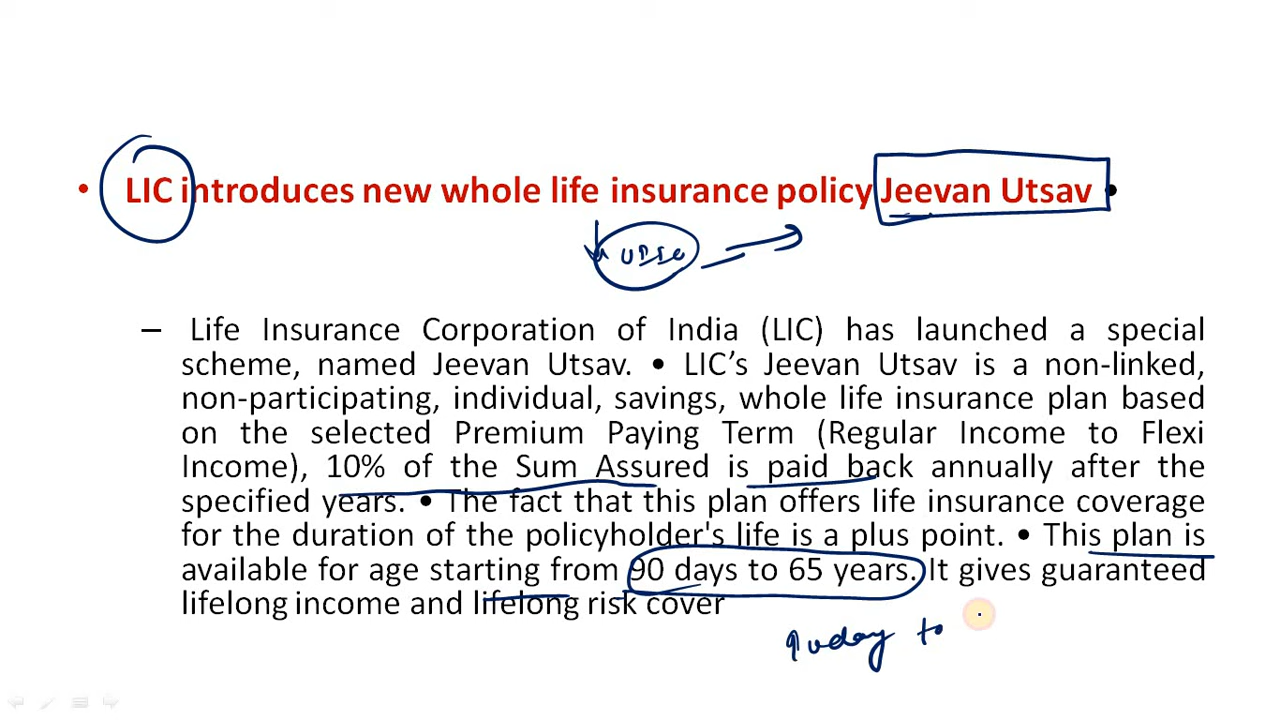 • LIC introduces new whole life insurance policy Jeevan Utsav •
– Life Insurance Corporation of India (LIC) has launched a special
scheme, named Jeevan Utsav. • LIC’s Jeevan Utsav is a non-linked,
non-participating, individual, savings, whole life insurance plan based
on the selected Premium Paying Term (Regular Income to Flexi
Income), 10% of the Sum Assured is paid back annually after the
specified years. • The fact that this plan offers life insurance coverage
for the duration of the policyholder's life is a plus point. • This plan is
available for age starting from 90 days to 65 years. It gives guaranteed
lifelong income and lifelong risk cover
90day to